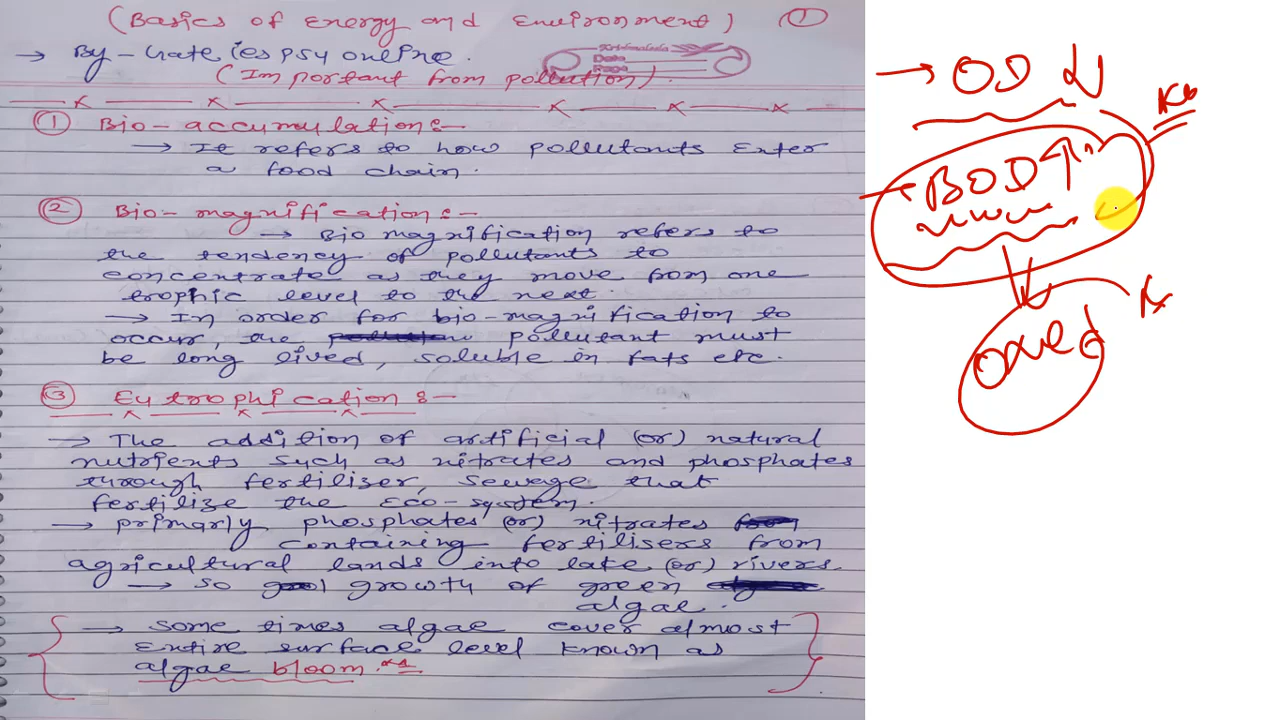 (Basics of Energy and Environment) 1
→ By - Gate ies psy online.
Date
Page
(Important from pollution).
① Bio-accumulation:-
→ It refers to how pollutants Enter
a food chain.
② Bio-magnification:-
→ Bio magnification refers to
the tendency of pollutants to
concentrate as they move from one
trophic level to the next.
→ In order for bio-magnification to
occur, the pollutant must
be long lived, soluble in fats etc.
③ Eutrophication:-
→ The addition of artificial (or) natural
nutrients such as nitrates and phosphates
through fertiliser, sewage that
fertilize the Eco-system.
→ primarly phosphates (or) nitrates
containing fertilisers from
agricultural lands into late (or) rivers.
→ so growth of green
algae.
→ some times algae cover almost
Entire surface level known as
algae bloom.
→ OD ↓
BOD ↑